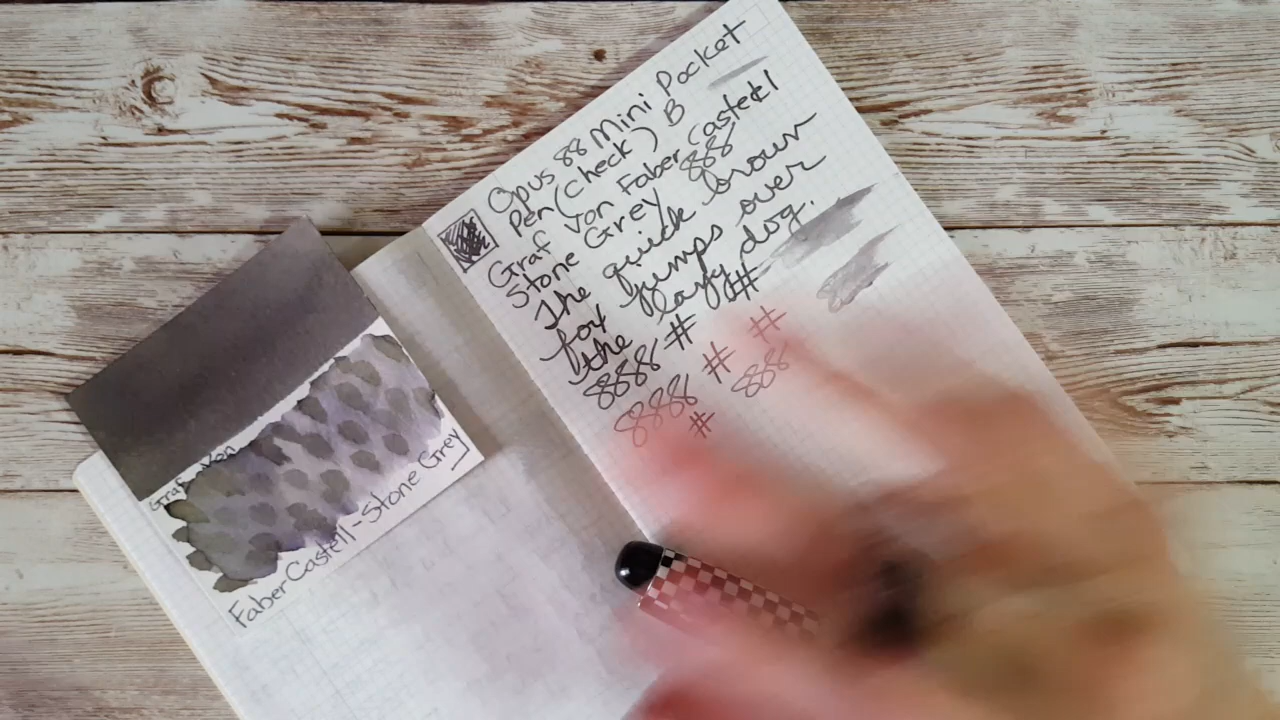 Opus 88 Mini Pocket
Pen (Check) B
Graf Von Faber Castell
Stone Grey 888
The quick brown
fox jumps over
the lazy dog.
8888 # #
8888 # #
# 888
Graf Von
Faber Castell - Stone Grey